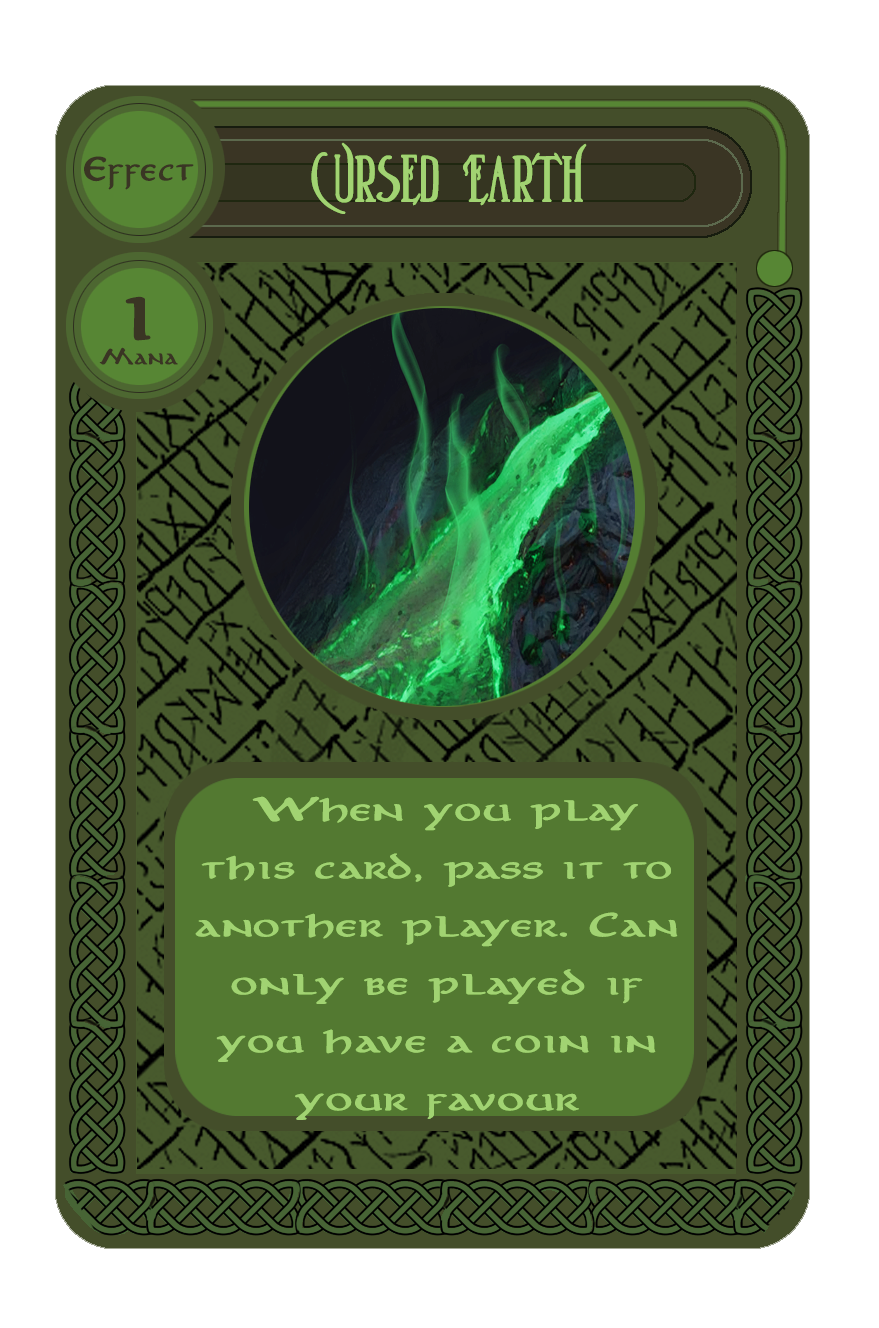 Effect
Cursed Earth
1
Mana
When you play
this card, pass it to
another player. Can
only be played if
you have a coin in
your favour